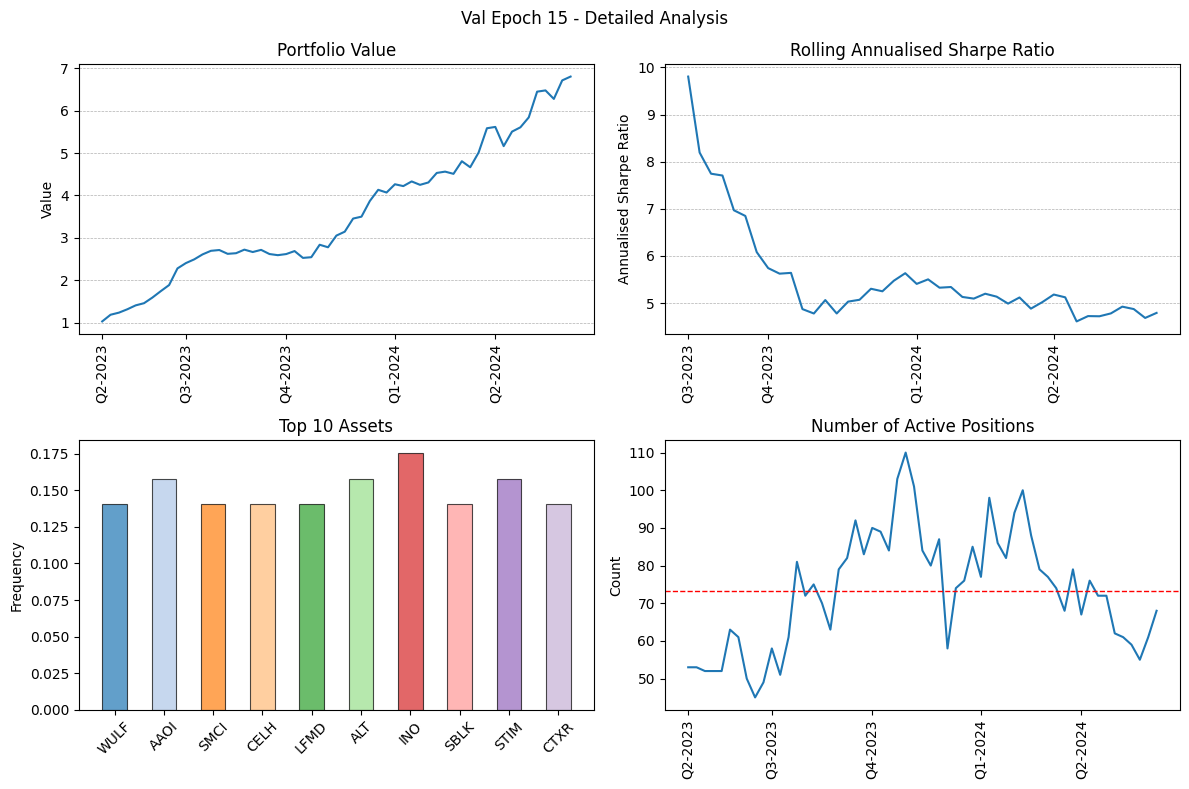 Val Epoch 15 - Detailed Analysis
Portfolio Value
Value
7
6
5
4
3
2
1
Q2-2023
Q3-2023
Q4-2023
Q1-2024
Q2-2024
Rolling Annualised Sharpe Ratio
Annualised Sharpe Ratio
10
9
8
7
6
5
Q3-2023
Q4-2023
Q1-2024
Q2-2024
Top 10 Assets
Frequency
0.175
0.150
0.125
0.100
0.075
0.050
0.025
0.000
WULF
AAOI
SMCI
CELH
LFMD
ALT
INO
SBLK
STIM
CTXR
Number of Active Positions
Count
110
100
90
80
70
60
50
Q2-2023
Q3-2023
Q4-2023
Q1-2024
Q2-2024